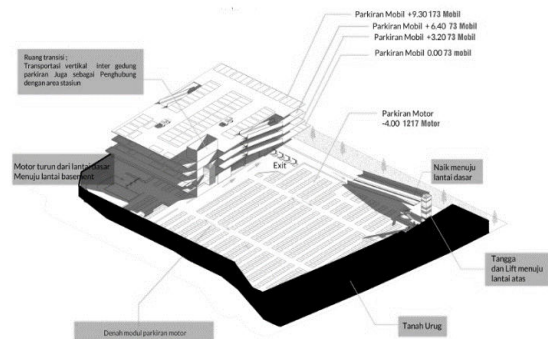 Parkiran Mobil +9.30 173 Mobil
Parkiran Mobil + 6.40 73 Mobil
Parkiran Mobil +3.20 73 Mobil
Parkiran Mobil 0.00 73 mobil
Ruang transisi ;
Transportasi vertikal inter gedung
parkiran Juga sebagai Penghubung
dengan area stasiun
Parkiran Motor
-4.00 1217 Motor
Exit
Motor turun dari lantai dasar
Menuju lantai basement
Naik menuju
lantai dasar
Tangga
dan Lift menuju
lantai atas
Tanah Urug
Denah modul parkiran motor